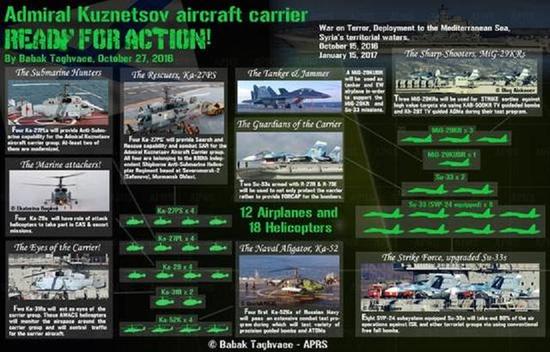 Admiral Kuznetsov aircraft carrier
READY FOR ACTION!
By Babak Taghvaee, October 27, 2016
War on Terror, Deployment to the Mediterranean Sea,
Syria's territorial waters.
October 15, 2016
January 15, 2017
The Submarine Hunters
Four Ka-27PLs will provide Anti-Submarine
capability for the Admiral Kuznetsov
aircraft carrier group. At-least two of
them are modernized.
The Rescuers, Ka-27PS
Four Ka-27PS' will provide Search and
Rescue capability and combat SAR for the
Admiral Kuznetsov Aircraft Carrier group.
All four are belonging to the 830th Independent
Shipborne Anti-Submarine Helicopter
Regiment based at Severomorsk-2
(Safonovo), Murmansk Oblast.
The Tanker & Jammer
A MiG-29KUBR
will be used as
tanker and EW
airplane in order
to support the
MiG-29KR and
Su-33 missions.
The Sharp-Shooters, MiG-29KRs
© Oleg Aleksoev
Three MiG-29KRs will be used for STRIKE sorties against
high value targets via using KAB-500KR TV guided bombs
and Kh-29T TV guided AGMs during their test program.
The Guardians of the Carrier
Two Su-33s armed with R-27R & R-73E
will be used to not only protect the carrier
rather to provide FORCAP for the bombers.
MiG-29KR x 3
MiG-29KUBR x 1
Su-33 x 2
Su-33 (SVP-24 equipped) x 8
The Marine attackers!
Four Ka-29s will have role of attack
helicopters to take part in CAS & escort
missions.
Ka-27PS x 4
Ka-27PL x 4
Ka-29 x 4
Ka-31R x 2
Ka-52K x 4
12 Airplanes and
18 Helicopters
The Eyes of the Carrier!
Two Ka-31Rs will act as eyes of the
carrier group. These AWACS helicopters
will monitor the airspace around the
carrier group and will control traffic
for the carrier aircraft.
The Naval Aligator, Ka-52
Four first Ka-52Ks of Russian Navy
will pass an extensive combat test program
during which will test variety of
precision guided bombs and ATGMs
The Strike Force, upgraded Su-33s
Eight SVP-24 subsystem equipped Su-33s will take-out 80% of the
air operations against ISIL and other terrorist groups via using conventional
free fall bombs.
© Babak Taghvaee - APRS